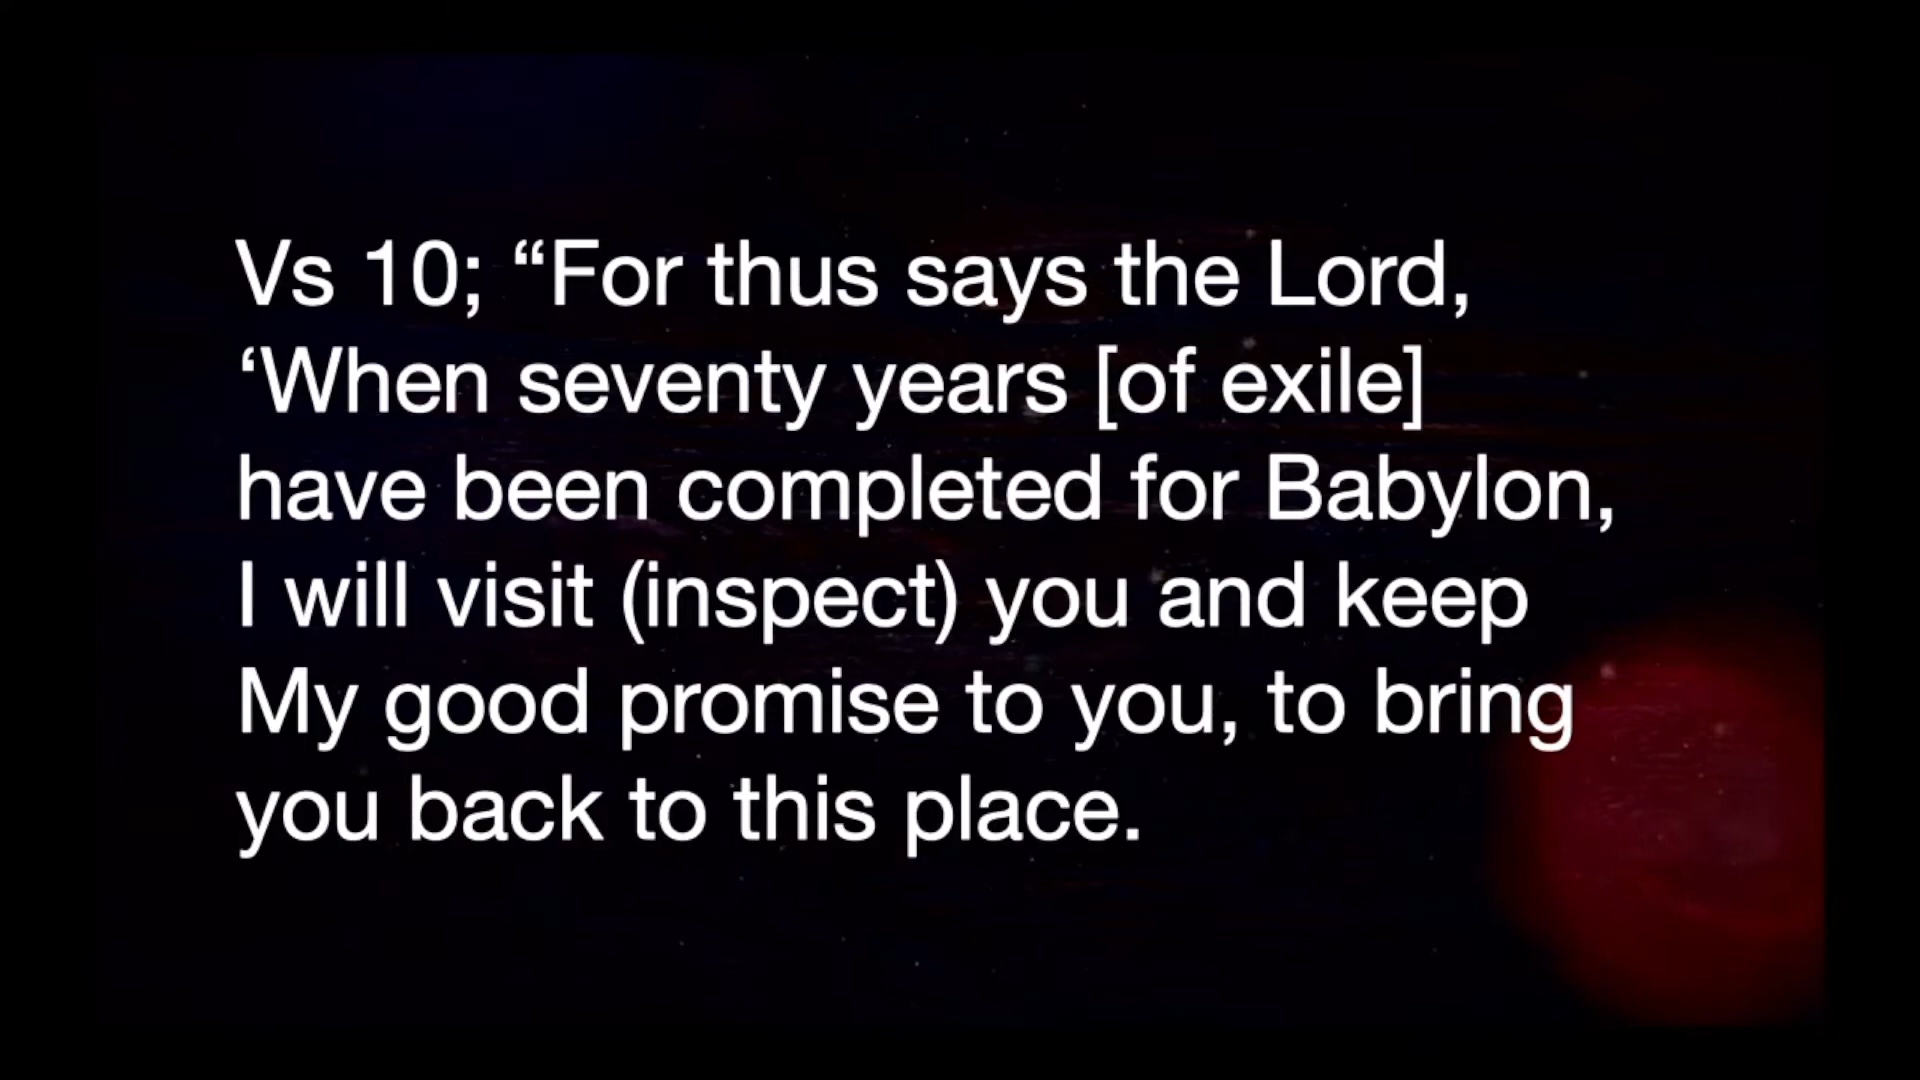 Vs 10; “For thus says the Lord,
‘When seventy years [of exile]
have been completed for Babylon,
I will visit (inspect) you and keep
My good promise to you, to bring
you back to this place.